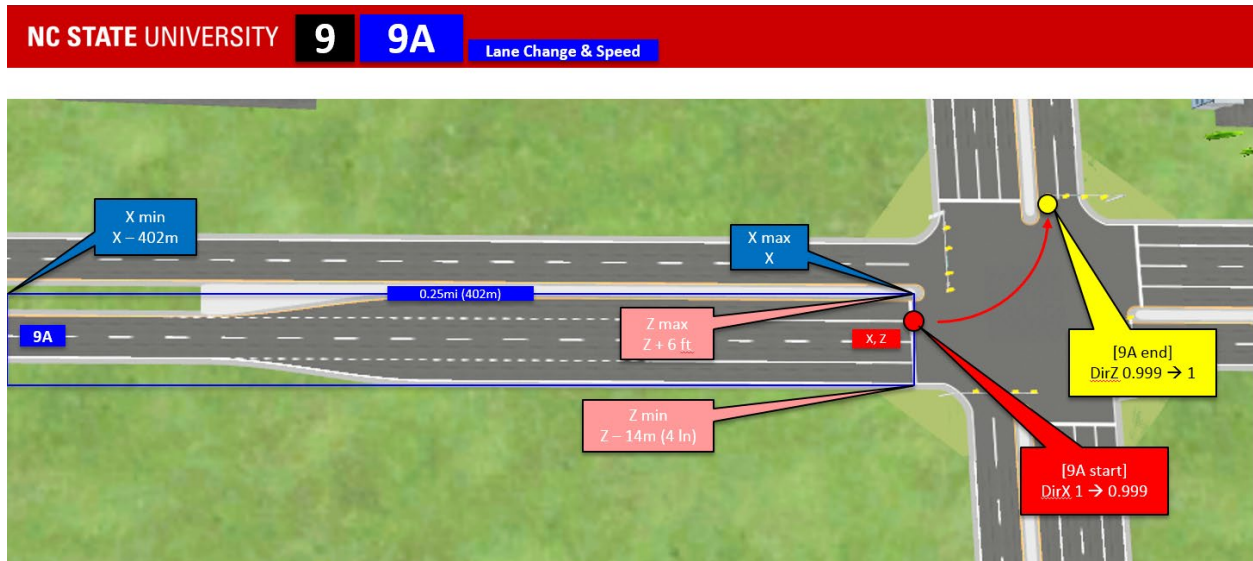 NC STATE UNIVERSITY 9 9A Lane Change & Speed
X min
X – 402m
X max
X
0.25mi (402m)
Z max
Z + 6 ft
9A
X, Z
[9A end]
DirZ 0.999 → 1
Z min
Z – 14m (4 ln)
[9A start]
DirX 1 → 0.999